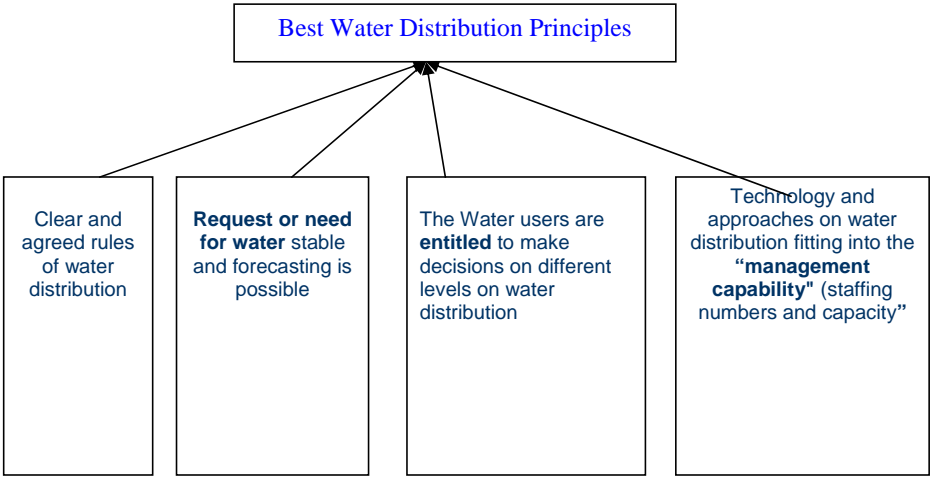 Best Water Distribution Principles
Clear and
agreed rules
of water
distribution
Request or need
for water stable
and forecasting is
possible
The Water users are
entitled to make
decisions on different
levels on water
distribution
Technology and
approaches on water
distribution fitting into the
“management
capability" (staffing
numbers and capacity”